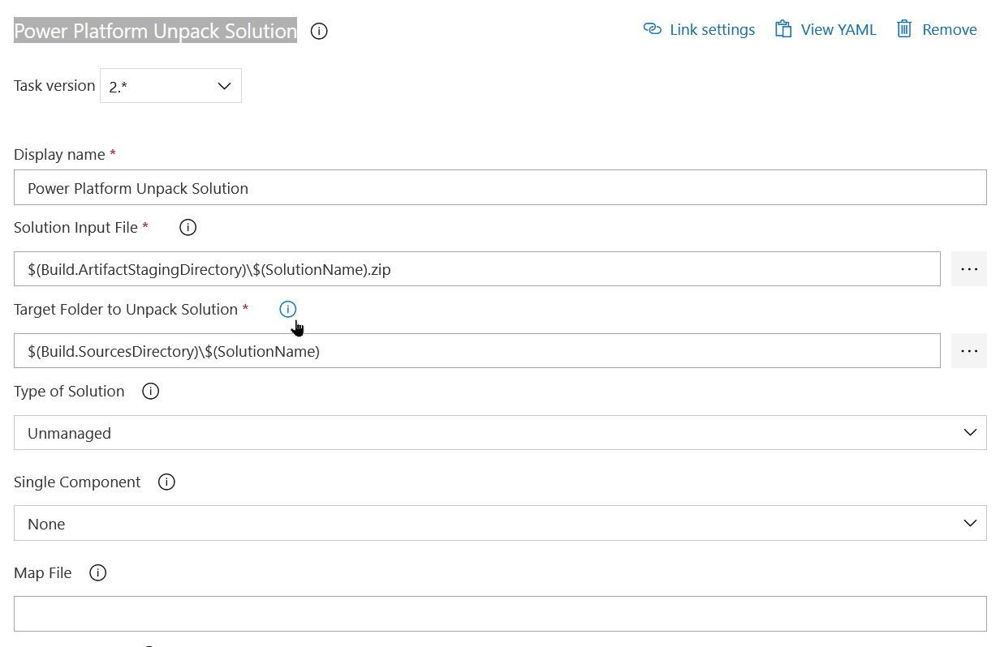 Power Platform Unpack Solution
Link settings
View YAML
Remove
Task version 2.*
Display name *
Power Platform Unpack Solution
Solution Input File *
$(Build.ArtifactStagingDirectory)\$(SolutionName).zip
Target Folder to Unpack Solution *
$(Build.SourcesDirectory)\$(SolutionName)
Type of Solution
Unmanaged
Single Component
None
Map File